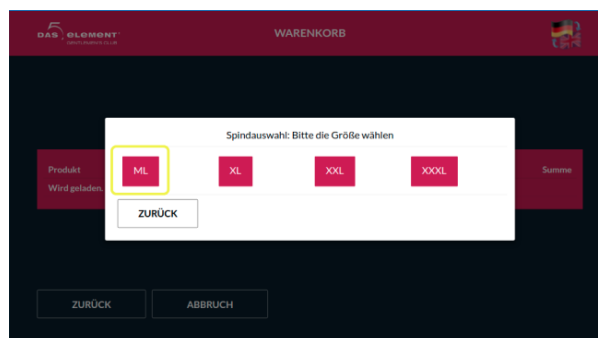 DAS 5 ELEMENT
WARENKORB
Spindauswahl: Bitte die Größe wählen
Produkt
Summe
ML
XL
XXL
XXXL
Wird geladen.
ZURÜCK
ZURÜCK
ABBRUCH